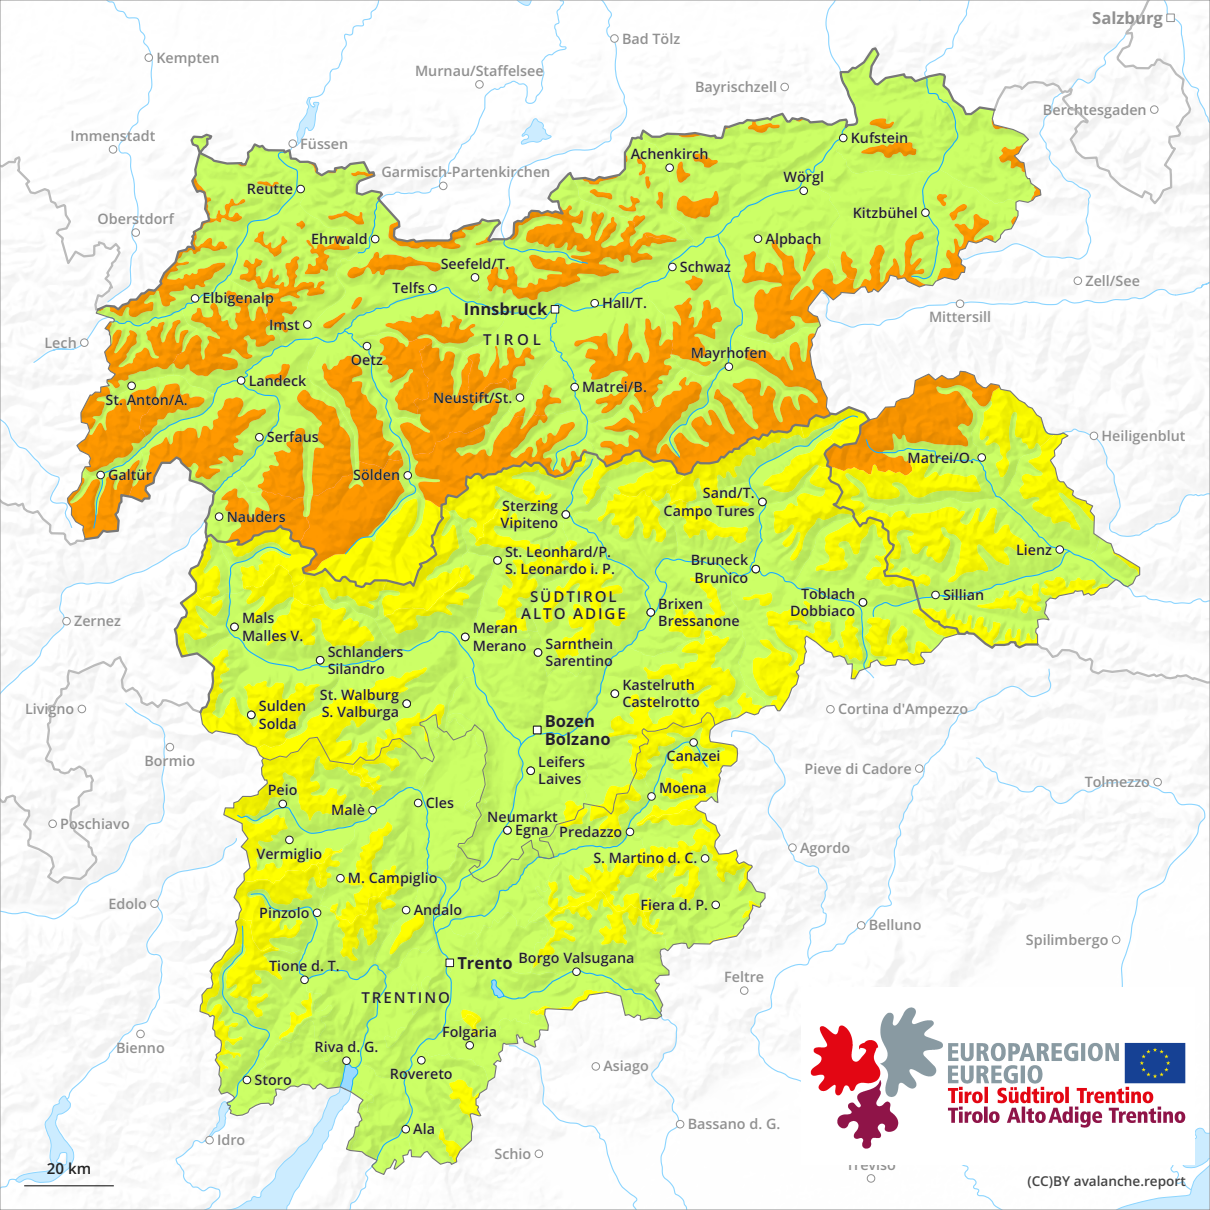 Salzburg
Bad Tölz
Kempten
Murnau/Staffelsee
Bayrischzell
Berchtesgaden
Immenstadt
Füssen
Kufstein
Achenkirch
Garmisch-Partenkirchen
Wörgl
Reutte
Oberstdorf
Kitzbühel
Ehrwald
Alpbach
Seefeld/T.
Schwaz
Zell/See
Telfs
Elbigenalp
Innsbruck
Hall/T.
Mittersill
Imst
TIROL
Lech
Oetz
Mayrhofen
Landeck
Matrei/B.
St. Anton/A.
Neustift/St.
Serfaus
Heiligenblut
Matrei/O.
Galtür
Sölden
Sand/T.
Campo Tures
Sterzing
Vipiteno
Nauders
Lienz
St. Leonhard/P.
S. Leonardo i. P.
Bruneck
Brunico
SÜDTIROL
ALTO ADIGE
Toblach
Dobbiaco
Sillian
Brixen
Bressanone
Zernez
Mals
Malles V.
Meran
Merano
Sarnthein
Sarentino
Schlanders
Silandro
Kastelruth
Castelrotto
St. Walburg
S. Valburga
Sulden
Solda
Livigno
Cortina d'Ampezzo
Bozen
Bolzano
Bormio
Canazei
Leifers
Laives
Pieve di Cadore
Tolmezzo
Peio
Moena
Malè
Cles
Neumarkt
Egna
Predazzo
Poschiavo
Vermiglio
S. Martino d. C.
Agordo
M. Campiglio
Edolo
Pinzolo
Andalo
Fiera d. P.
Belluno
Spilimbergo
Trento
Borgo Valsugana
Tione d. T.
Feltre
TRENTINO
Folgaria
Bienno
Riva d. G.
EUROPAREGION
EUREGIO
Tirol Südtirol Trentino
Tirolo Alto Adige Trentino
Asiago
Rovereto
Storo
Bassano d. G.
Ala
Idro
Schio
Treviso
20 km
(CC)BY avalanche.report